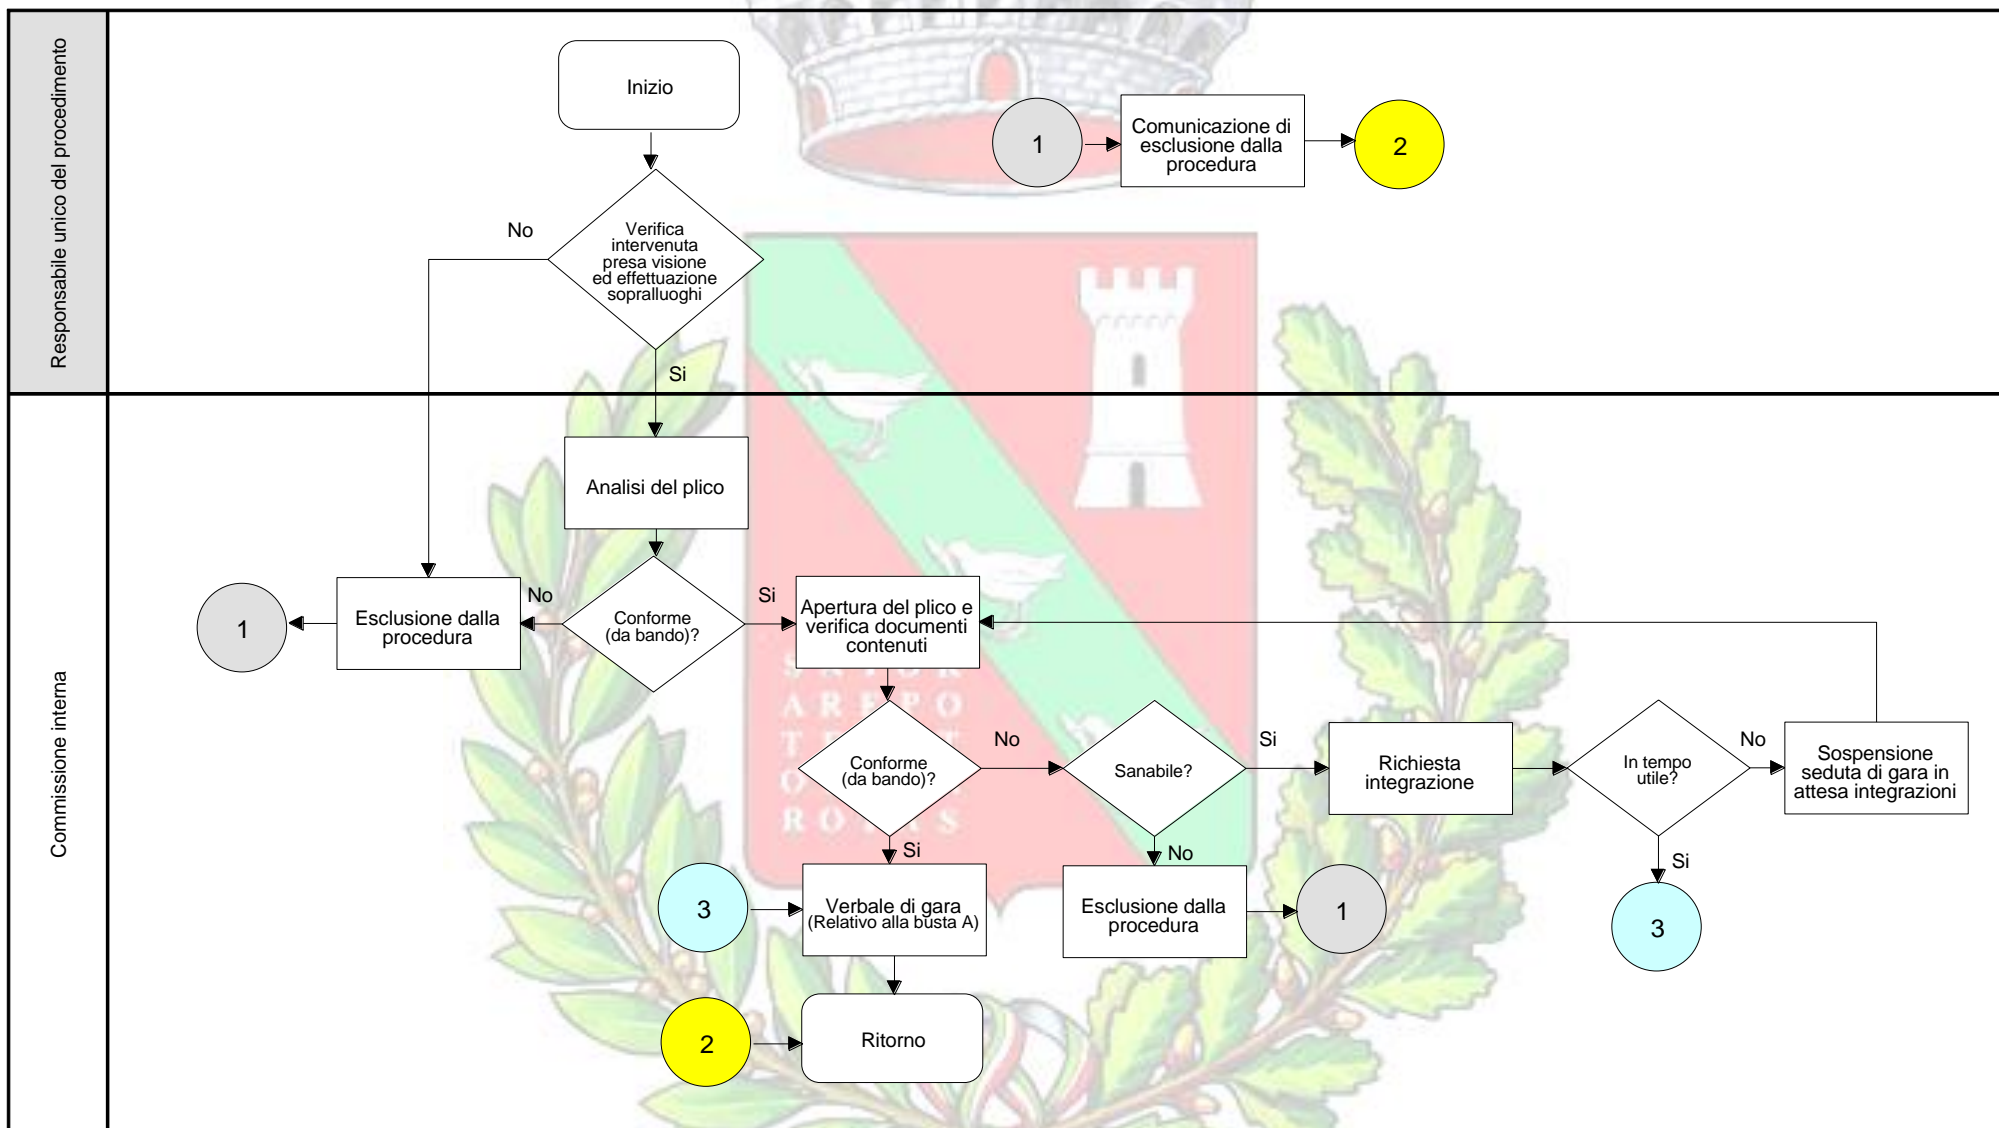 Responsabile unico del procedimento
Inizio
1
Comunicazione di
esclusione dalla
procedura
2
No
Verifica
intervenuta
presa visione
ed effettuazione
sopralluoghi
Si
Commissione interna
Analisi del plico
1
Esclusione dalla
procedura
No
Conforme
(da bando)?
Si
Apertura del plico e
verifica documenti
contenuti
AREPO
Conforme
(da bando)?
No
Sanabile?
Si
Richiesta
integrazione
In tempo
utile?
No
Sospensione
seduta di gara in
attesa integrazioni
Si
No
Si
3
Verbale di gara
(Relativo alla busta A)
Esclusione dalla
procedura
1
3
2
Ritorno